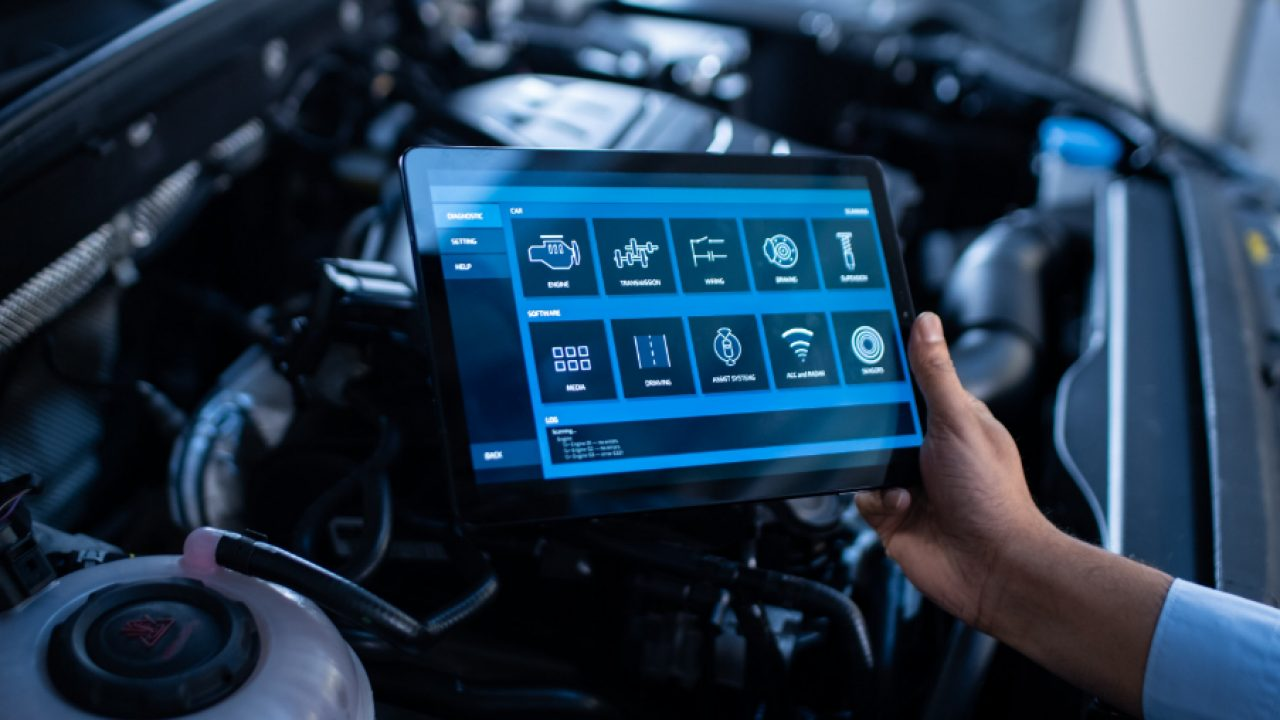 DIAGNOSTIC
CAR
SETTING
HELP
ENGINE
TRANSMISSION
WIRING
BRAKING
SUSPENSION
SOFTWARE
MEDIA
DRIVING
ASSIST SYSTEMS
ACC and RADAR
SENSORS
LOG
Scanning...
Engine
BACK